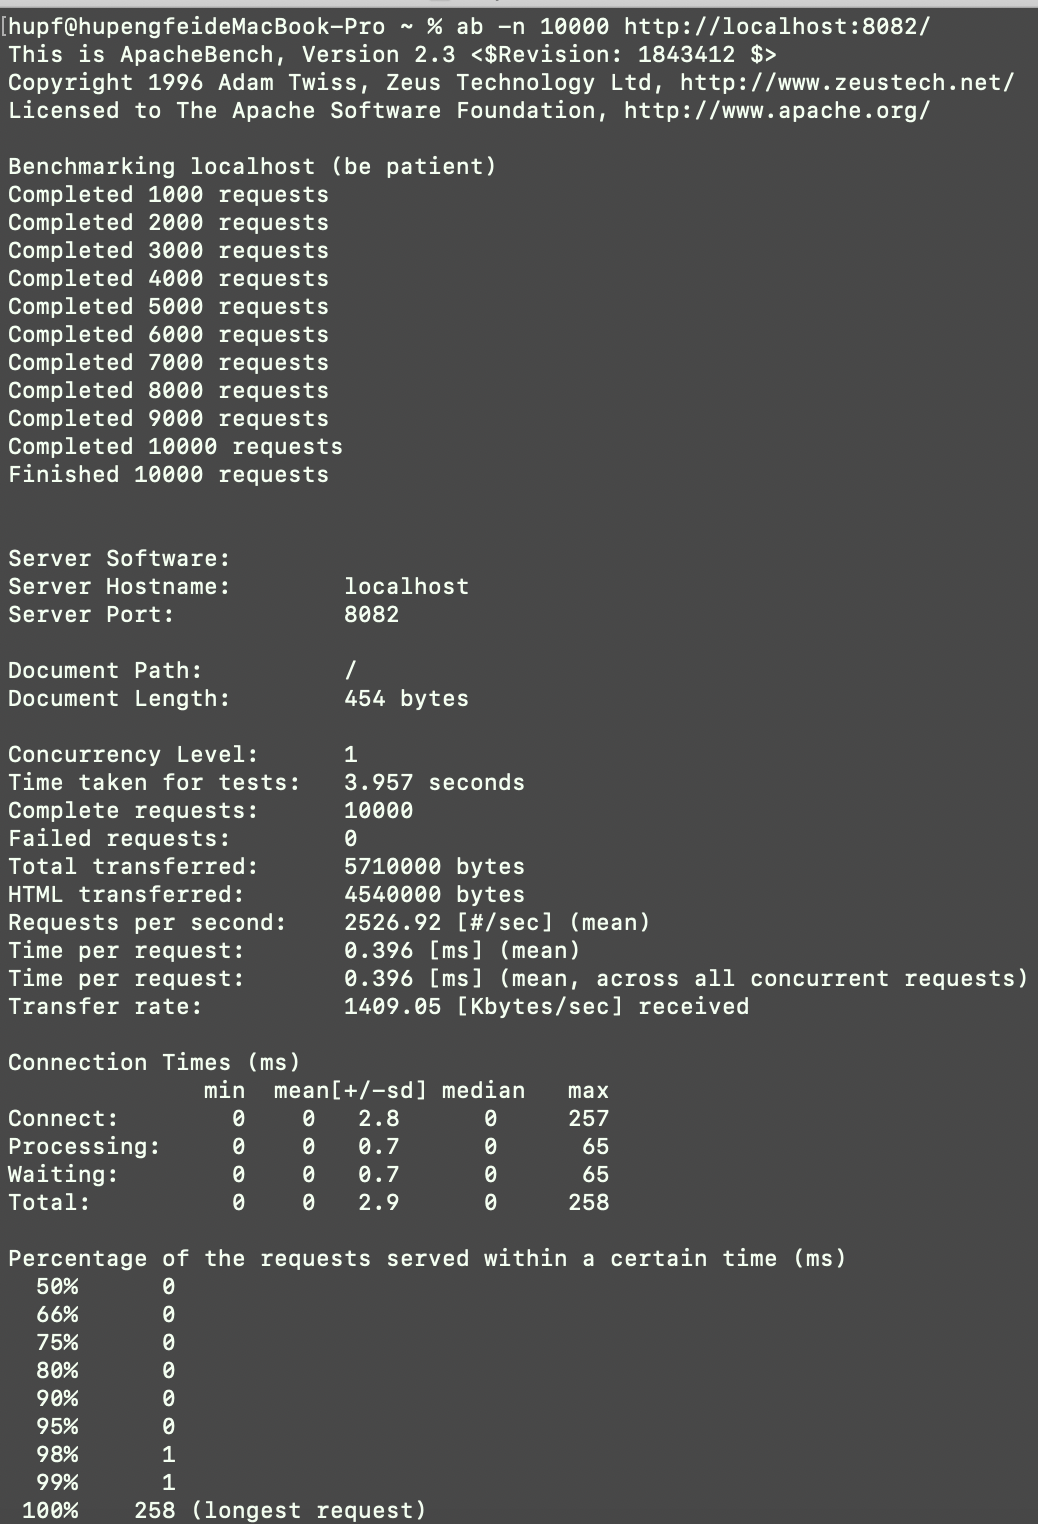 [hupf@hupengfeideMacBook-Pro ~ % ab -n 10000 http://localhost:8082/
This is ApacheBench, Version 2.3 <$Revision: 1843412 $>
Copyright 1996 Adam Twiss, Zeus Technology Ltd, http://www.zeustech.net/
Licensed to The Apache Software Foundation, http://www.apache.org/

Benchmarking localhost (be patient)
Completed 1000 requests
Completed 2000 requests
Completed 3000 requests
Completed 4000 requests
Completed 5000 requests
Completed 6000 requests
Completed 7000 requests
Completed 8000 requests
Completed 9000 requests
Completed 10000 requests
Finished 10000 requests


Server Software:
Server Hostname:        localhost
Server Port:            8082

Document Path:          /
Document Length:        454 bytes

Concurrency Level:      1
Time taken for tests:   3.957 seconds
Complete requests:      10000
Failed requests:        0
Total transferred:      5710000 bytes
HTML transferred:       4540000 bytes
Requests per second:    2526.92 [#/sec] (mean)
Time per request:       0.396 [ms] (mean)
Time per request:       0.396 [ms] (mean, across all concurrent requests)
Transfer rate:          1409.05 [Kbytes/sec] received

Connection Times (ms)
              min  mean[+/-sd] median   max
Connect:        0    0   2.8      0     257
Processing:     0    0   0.7      0      65
Waiting:        0    0   0.7      0      65
Total:          0    0   2.9      0     258

Percentage of the requests served within a certain time (ms)
  50%      0
  66%      0
  75%      0
  80%      0
  90%      0
  95%      0
  98%      1
  99%      1
 100%    258 (longest request)